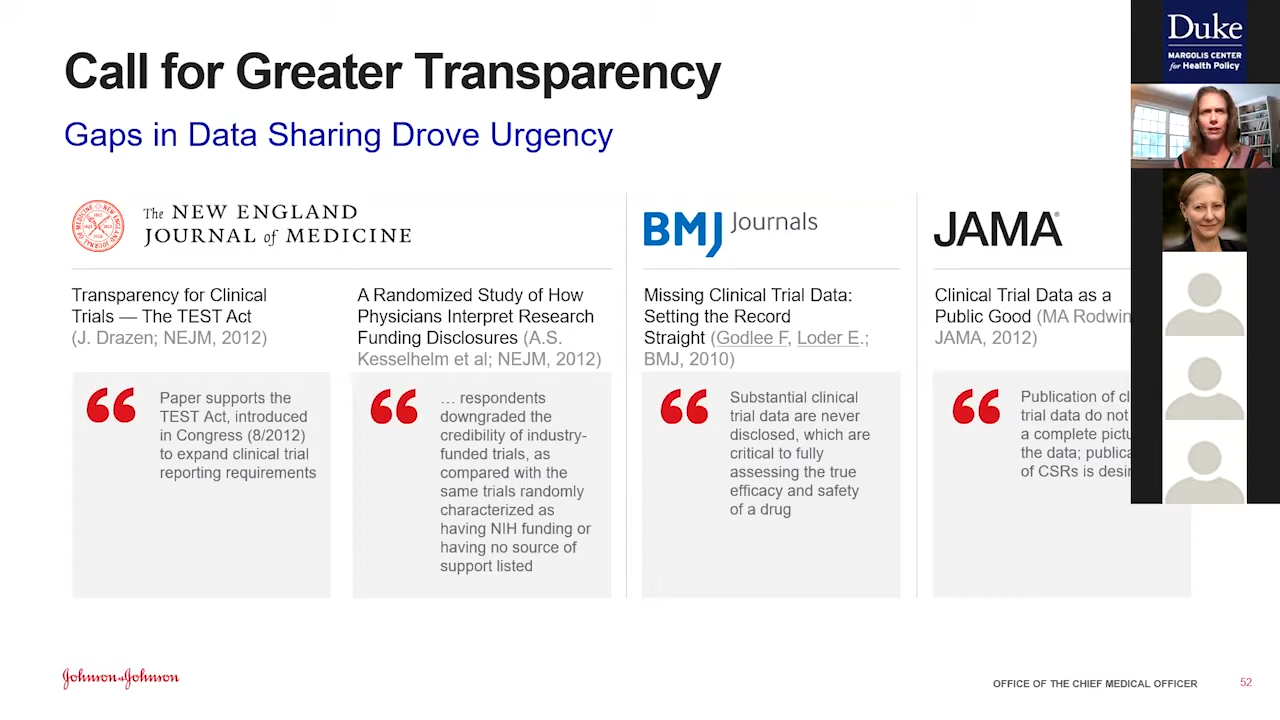 Call for Greater Transparency
Gaps in Data Sharing Drove Urgency
The NEW ENGLAND
JOURNAL of MEDICINE
Transparency for Clinical
Trials — The TEST Act
(J. Drazen; NEJM, 2012)
Paper supports the
TEST Act, introduced
in Congress (8/2012)
to expand clinical trial
reporting requirements
A Randomized Study of How
Physicians Interpret Research
Funding Disclosures (A.S.
Kesselhelm et al; NEJM, 2012)
… respondents
downgraded the
credibility of industry-
funded trials, as
compared with the
same trials randomly
characterized as
having NIH funding or
having no source of
support listed
BMJ Journals
Missing Clinical Trial Data:
Setting the Record
Straight (Godlee F, Loder E.;
BMJ, 2010)
Substantial clinical
trial data are never
disclosed, which are
critical to fully
assessing the true
efficacy and safety
of a drug
JAMA®
Clinical Trial Data as a
Public Good (MA Rodwin
JAMA, 2012)
Publication of
trial data do not
a complete
the data;
of CSRs is
Duke
MARGOLIS CENTER
for Health Policy
Johnson & Johnson
OFFICE OF THE CHIEF MEDICAL OFFICER
52